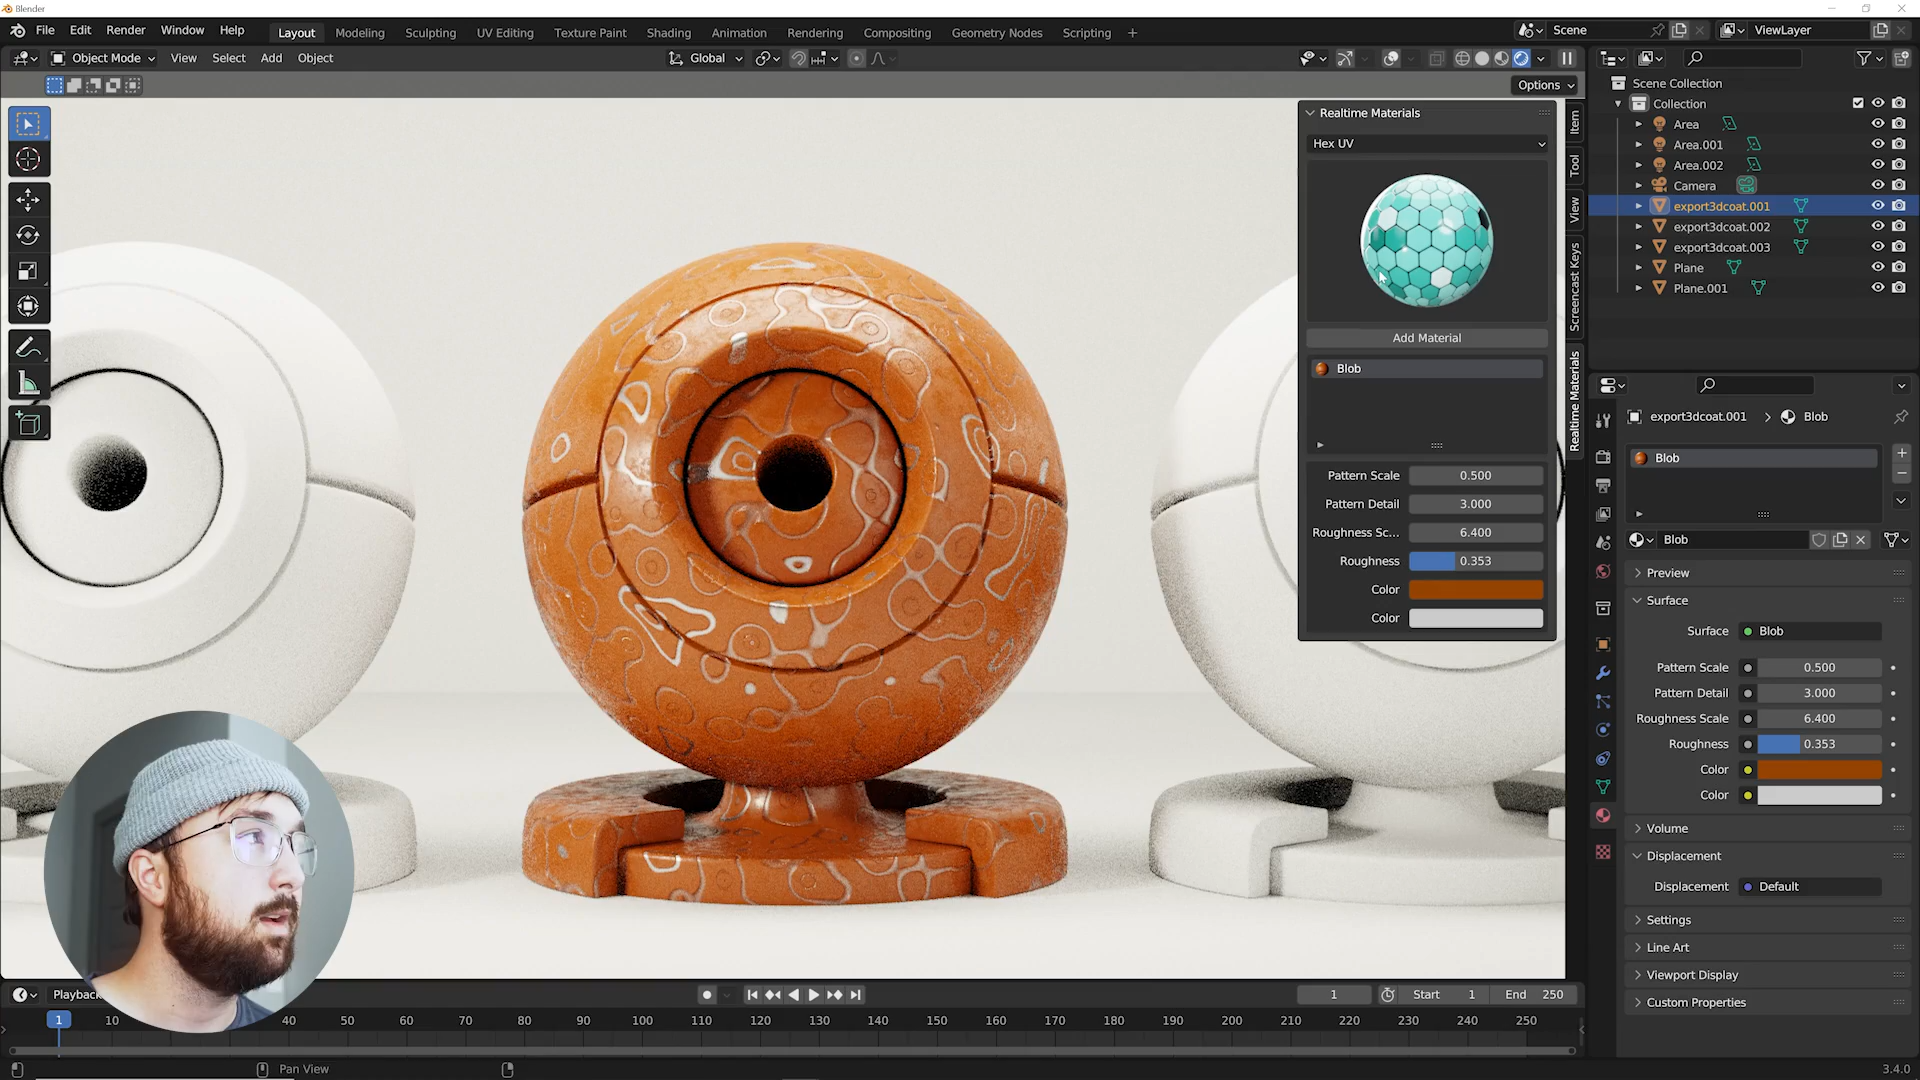 Blender
File Edit Render Window Help
Layout Modeling Sculpting UV Editing Texture Paint Shading Animation Rendering Compositing Geometry Nodes Scripting +
Scene
ViewLayer
Object Mode View Select Add Object
Global
Options
Realtime Materials
Hex UV
Add Material
Blob
Pattern Scale 0.500
Pattern Detail 3.000
Roughness Sc... 6.400
Roughness 0.353
Color
Color
Item
Tool
View
Screencast Keys
Realtime Materials
Scene Collection
Collection
Area
Area.001
Area.002
Camera
export3dcoat.001
export3dcoat.002
export3dcoat.003
Plane
Plane.001
export3dcoat.001 > Blob
Blob
Blob
Preview
Surface
Surface Blob
Pattern Scale 0.500
Pattern Detail 3.000
Roughness Scale 6.400
Roughness 0.353
Color
Color
Volume
Displacement
Displacement Default
Settings
Line Art
Viewport Display
Custom Properties
Playback
1 Start 1 End 250
1 10 40 50 60 70 80 90 100 110 120 130 140 150 160 170 180 190 200 210 220 230 240 250
Pan View
3.4.0